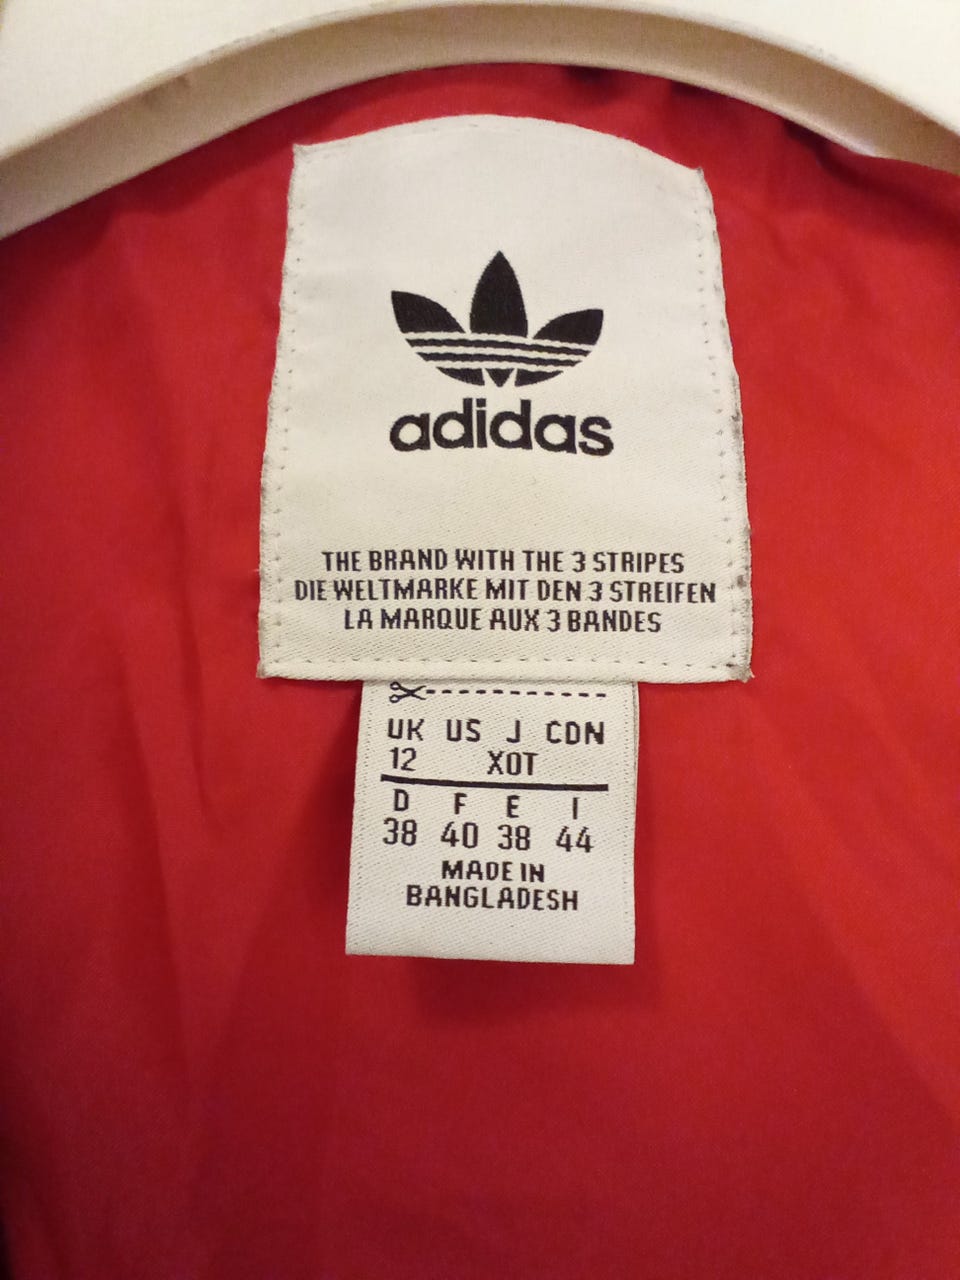 adidas
THE BRAND WITH THE 3 STRIPES
DIE WELTMARKE MIT DEN 3 STREIFEN
LA MARQUE AUX 3 BANDES
UK US J CDN
12 XOT
D F E I
38 40 38 44
MADE IN
BANGLADESH